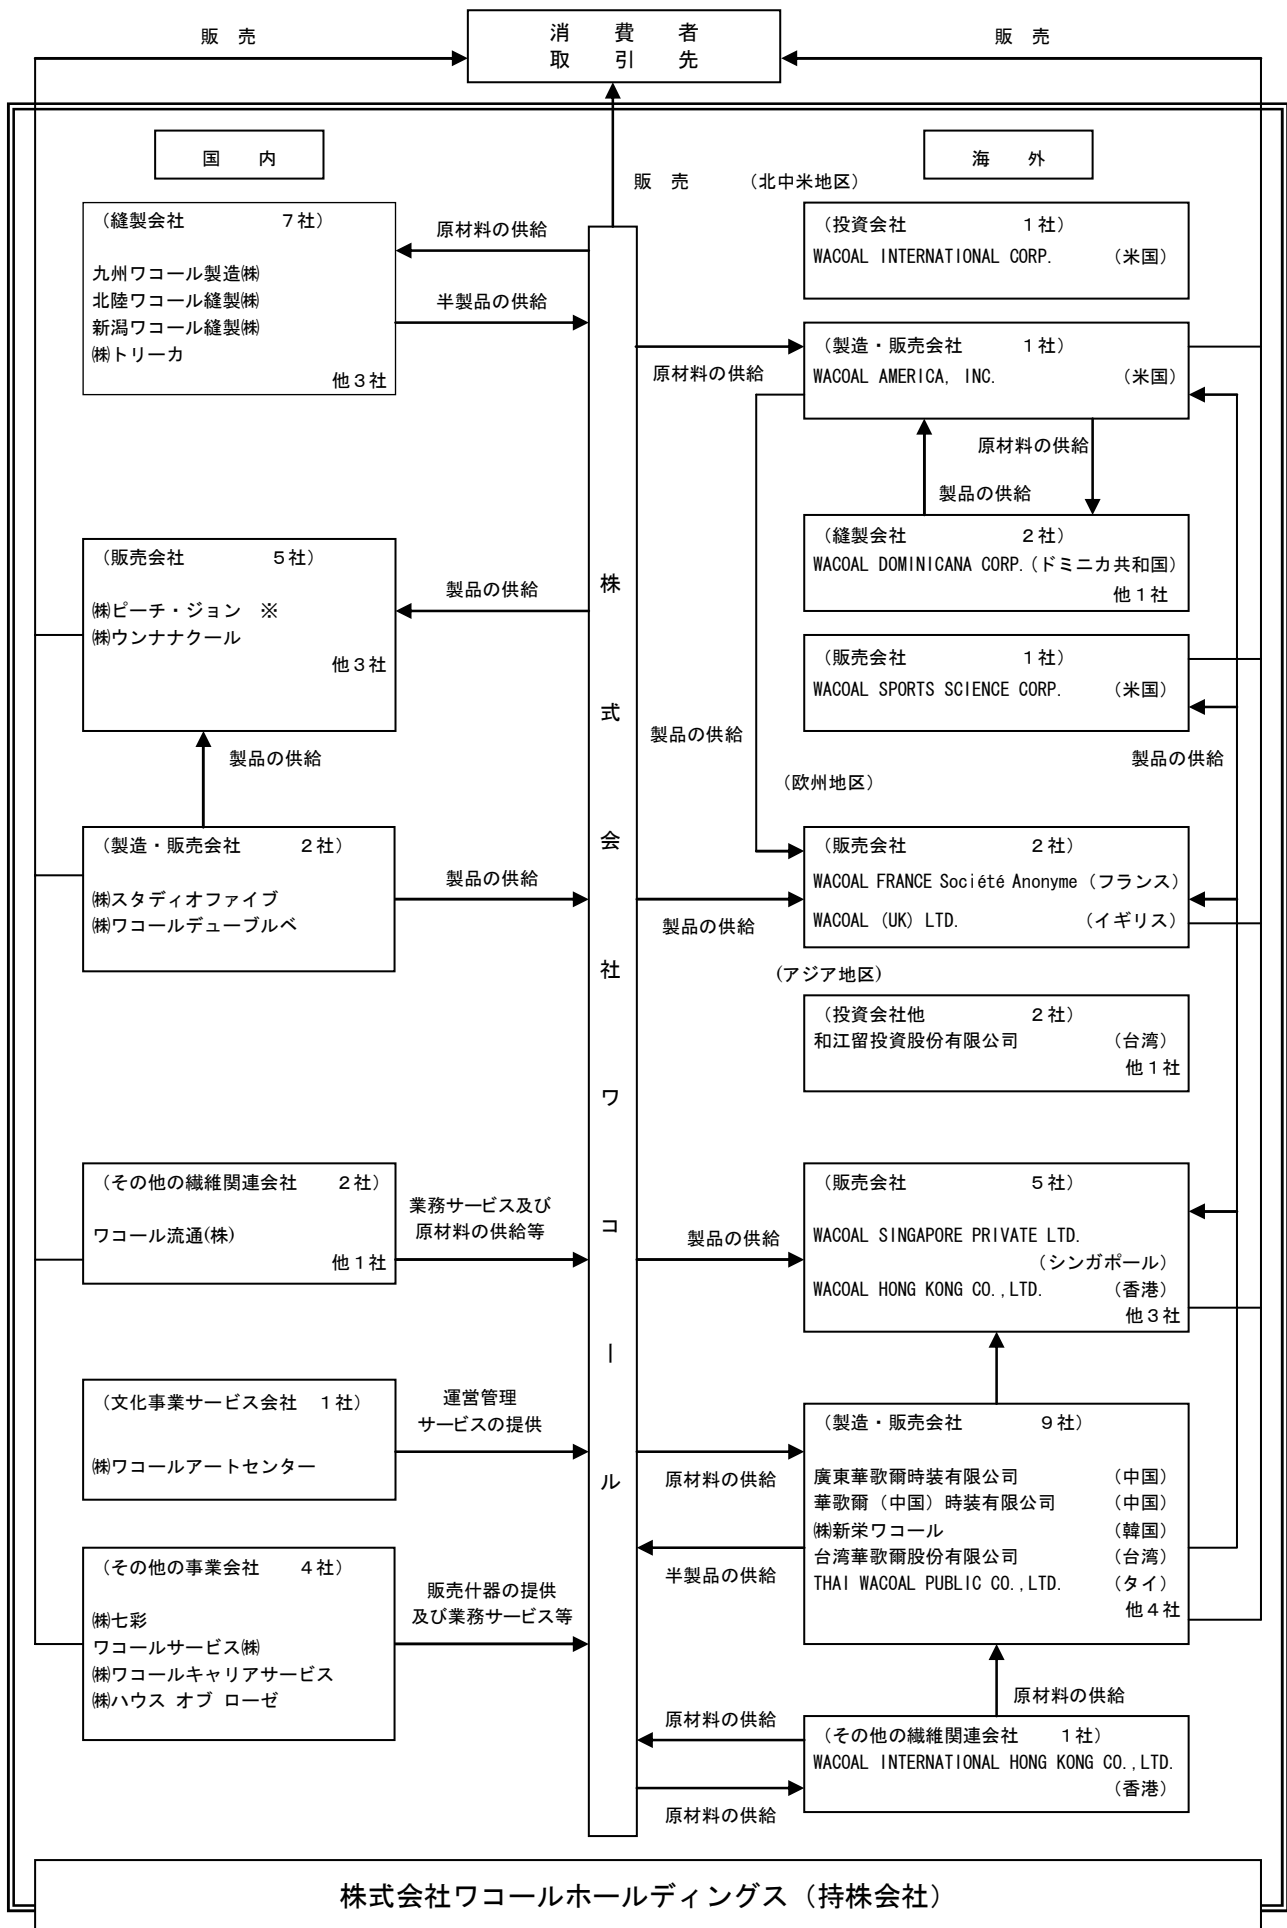 販 売
消 費 者
取 引 先
販 売
国 内
海 外
販 売
（北中米地区）
（縫製会社 ７社）
九州ワコール製造㈱
北陸ワコール縫製㈱
新潟ワコール縫製㈱
㈱トリーカ
他３社
原材料の供給
半製品の供給
（販売会社 ５社）
㈱ピーチ・ジョン ※
㈱ウンナナクール
他３社
製品の供給
製品の供給
（製造・販売会社 ２社）
㈱スタディオファイブ
㈱ワコールデューブルベ
製品の供給
（その他の繊維関連会社 ２社）
ワコール流通(株)
他１社
業務サービス及び
原材料の供給等
（文化事業サービス会社 １社）
㈱ワコールアートセンター
運営管理
サービスの提供
（その他の事業会社 ４社）
㈱七彩
ワコールサービス㈱
㈱ワコールキャリアサービス
㈱ハウス オブ ローゼ
販売什器の提供
及び業務サービス等
株式会社ワコール
（投資会社 １社）
WACOAL INTERNATIONAL CORP. （米国）
原材料の供給
（製造・販売会社 １社）
WACOAL AMERICA, INC. （米国）
原材料の供給
製品の供給
（縫製会社 ２社）
WACOAL DOMINICANA CORP.（ドミニカ共和国）
他１社
（販売会社 １社）
WACOAL SPORTS SCIENCE CORP. （米国）
製品の供給
製品の供給
（欧州地区）
（販売会社 ２社）
WACOAL FRANCE Société Anonyme（フランス）
WACOAL (UK) LTD. （イギリス）
製品の供給
（アジア地区）
（投資会社他 ２社）
和江留投資股份有限公司 （台湾）
他１社
（販売会社 ５社）
WACOAL SINGAPORE PRIVATE LTD.
（シンガポール）
WACOAL HONG KONG CO.,LTD. （香港）
他３社
製品の供給
（製造・販売会社 ９社）
廣東華歌爾時装有限公司 （中国）
華歌爾（中国）時装有限公司 （中国）
㈱新栄ワコール （韓国）
台湾華歌爾股份有限公司 （台湾）
THAI WACOAL PUBLIC CO.,LTD. （タイ）
他４社
原材料の供給
半製品の供給
原材料の供給
（その他の繊維関連会社 １社）
WACOAL INTERNATIONAL HONG KONG CO.,LTD.
（香港）
原材料の供給
原材料の供給
株式会社ワコールホールディングス（持株会社）